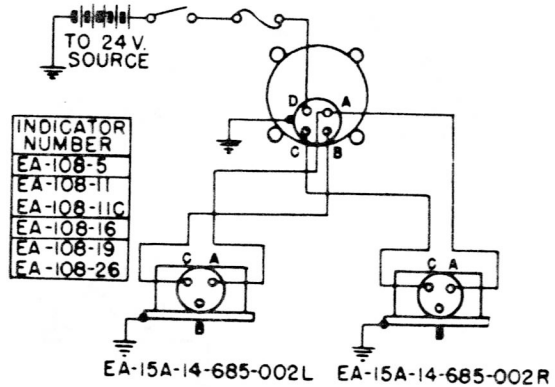 TO 24 V.
SOURCE
D
A
C
B
INDICATOR
NUMBER
EA-108-5
EA-108-11
EA-108-11C
EA-108-16
EA-108-19
EA-108-26
C A
B
C A
B
EA-15A-14-685-002L
EA-15A-14-685-002R